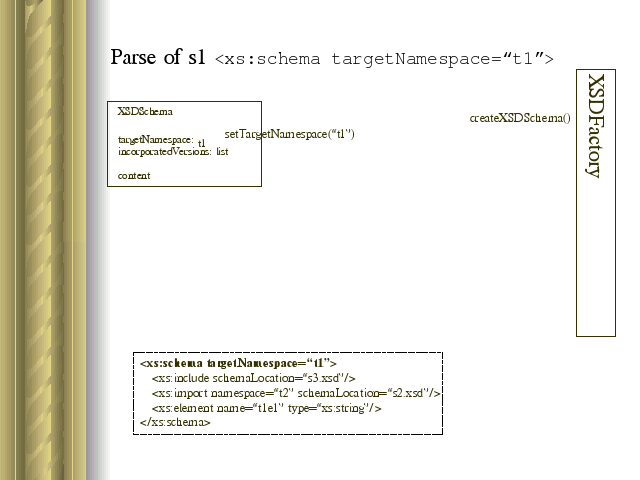 Parse of s1 <xs:schema targetNamespace=“t1”>
XSDSchema
createXSDSchema()
XSDFactory
setTargetNamespace(“t1”)
targetNamespace: t1
incorporatedVersions: list
content
<xs:schema targetNamespace=“t1”>
<xs:include schemaLocation=“s3.xsd”/>
<xs:import namespace=“t2” schemaLocation=“s2.xsd”/>
<xs:element name=“t1e1” type=“xs:string”/>
</xs:schema>